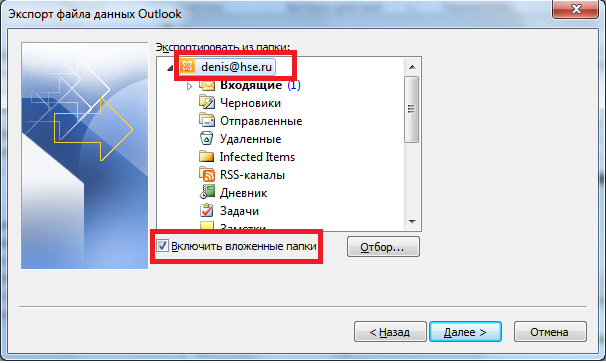 Экспорт файла данных Outlook
Экспортировать из папки:
denis@hse.ru
Входящие (1)
Черновики
Отправленные
Удаленные
Infected Items
RSS-каналы
Дневник
Задачи
Заметки
Включить вложенные папки
Отбор...
< Назад
Далее >
Отмена